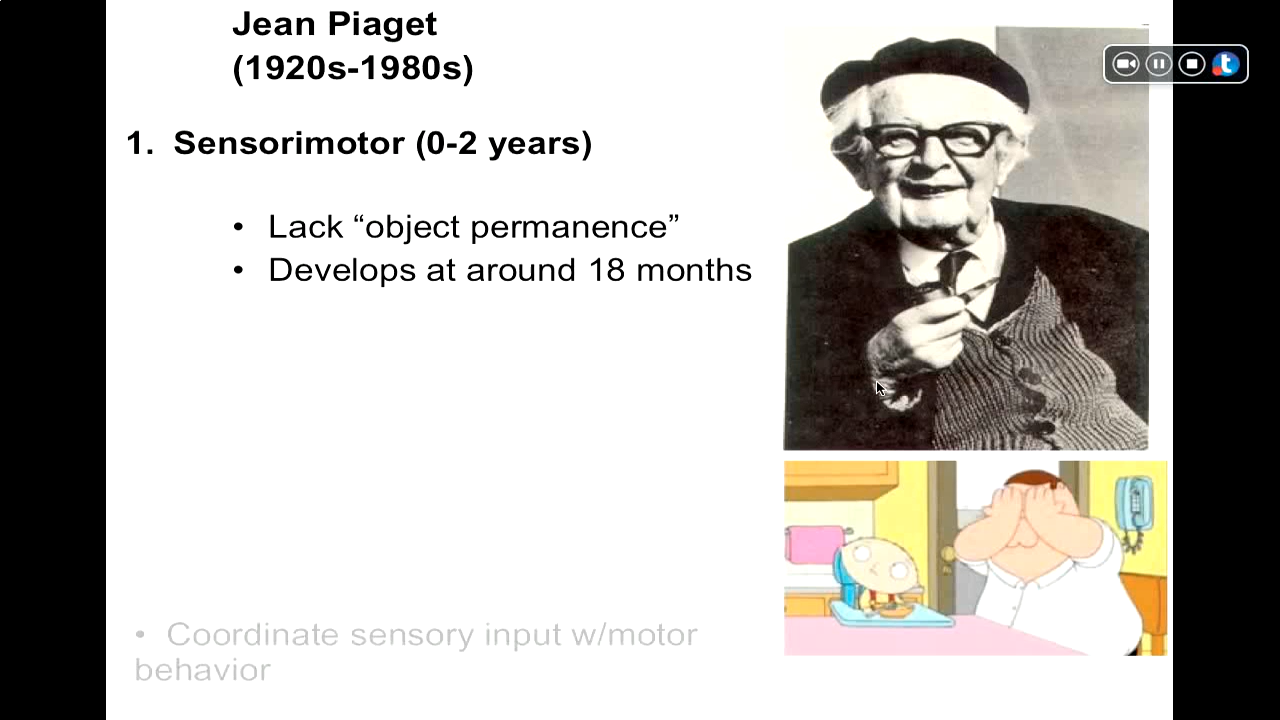 Jean Piaget
(1920s-1980s)
1. Sensorimotor (0-2 years)
• Lack “object permanence”
• Develops at around 18 months
• Coordinate sensory input w/motor
behavior
t